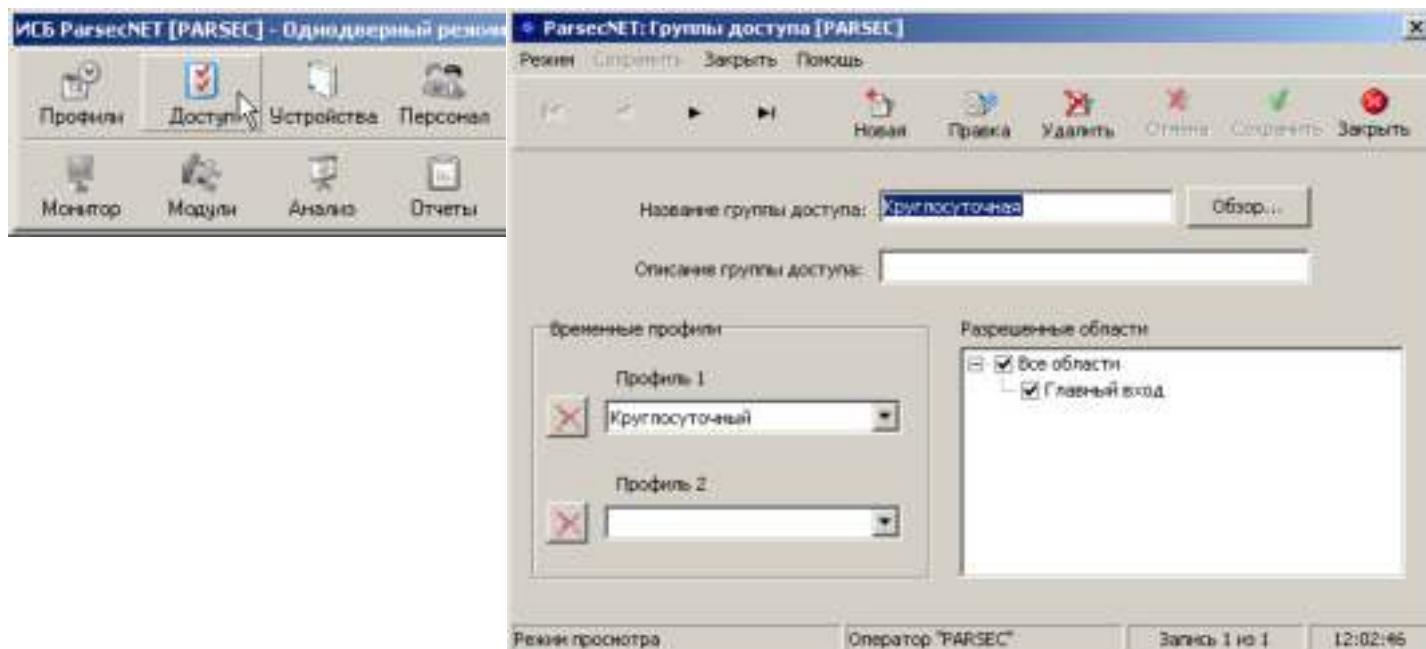 ИСБ ParsecNET [PARSEC] - Однодверный режим
Профили Доступ Устройства Персонал
Монитор Модули Анализ Отчеты
ParsecNET: Группы доступа [PARSEC]
Режим Сохранить Закрыть Помощь
Новая Правка Удалить Отмена Сохранить Закрыть
Название группы доступа: Круглосуточная Обзор...
Описание группы доступа:
Временные профили
Профиль 1
Круглосуточный
Профиль 2
Разрешенные области
Все области
Главный вход
Режим просмотра Оператор "PARSEC" Запись 1 из 1 12:02:46